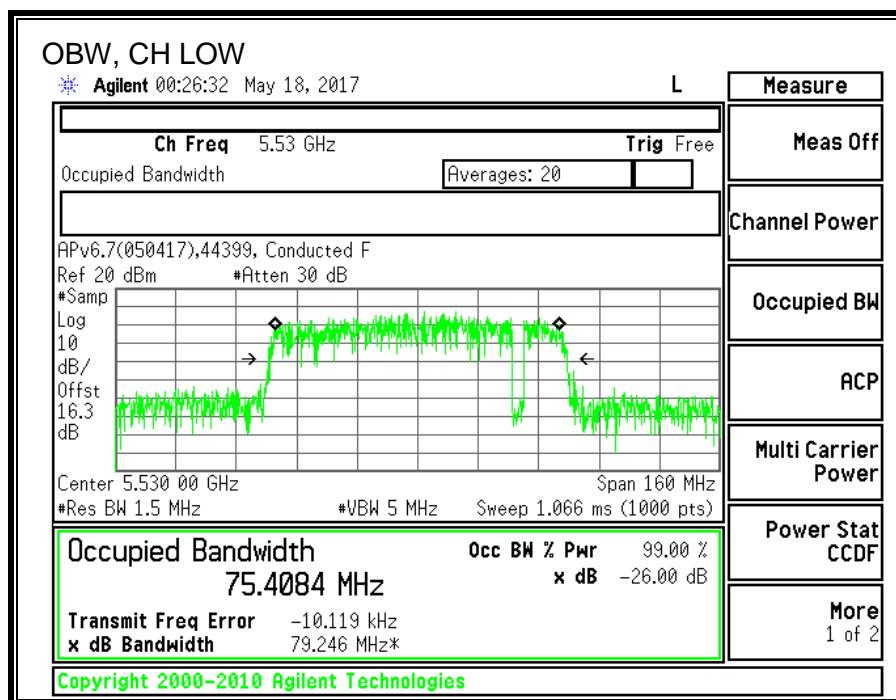 OBW, CH LOW
Agilent 00:26:32 May 18, 2017 L
Measure
Ch Freq 5.53 GHz Trig Free
Meas Off
Occupied Bandwidth Averages: 20
Channel Power
APv6.7(050417),44399, Conducted F
Ref 20 dBm #Atten 30 dB
#Samp
Log
10
dB/
Offst
16.3
dB
Occupied BW
ACP
Multi Carrier
Power
Center 5.530 00 GHz Span 160 MHz
#Res BW 1.5 MHz #VBW 5 MHz Sweep 1.066 ms (1000 pts)
Power Stat
CCDF
Occupied Bandwidth Occ BW % Pwr 99.00 %
75.4084 MHz x dB -26.00 dB
Transmit Freq Error -10.119 kHz
x dB Bandwidth 79.246 MHz*
More
1 of 2
Copyright 2000-2010 Agilent Technologies